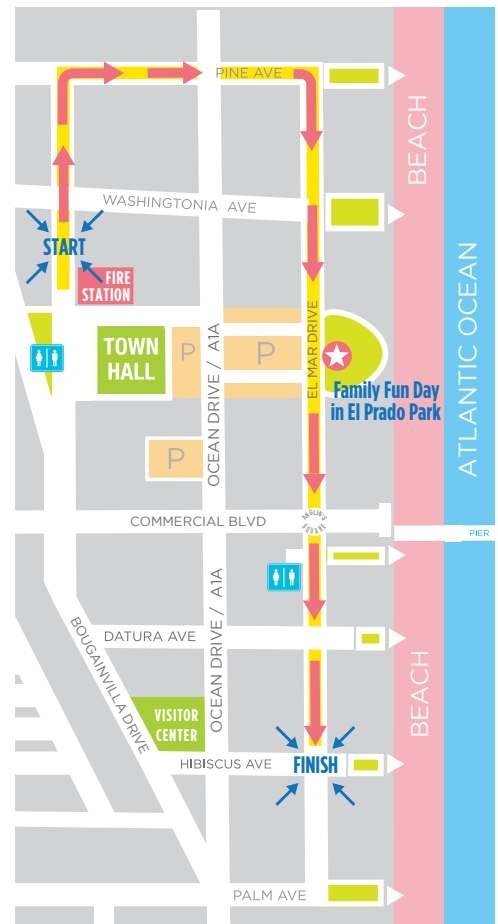 PINE AVE
BEACH
WASHINGTONIA AVE
START
FIRE
STATION
ATLANTIC OCEAN
TOWN
HALL
P
P
OCEAN DRIVE / A1A
EL MAR DRIVE
Family Fun Day
in El Prado Park
P
COMMERCIAL BLVD
ANGLIN'S
SQUARE
PIER
OCEAN DRIVE / A1A
BOUGAINVILLA DRIVE
DATURA AVE
BEACH
VISITOR
CENTER
HIBISCUS AVE
FINISH
PALM AVE